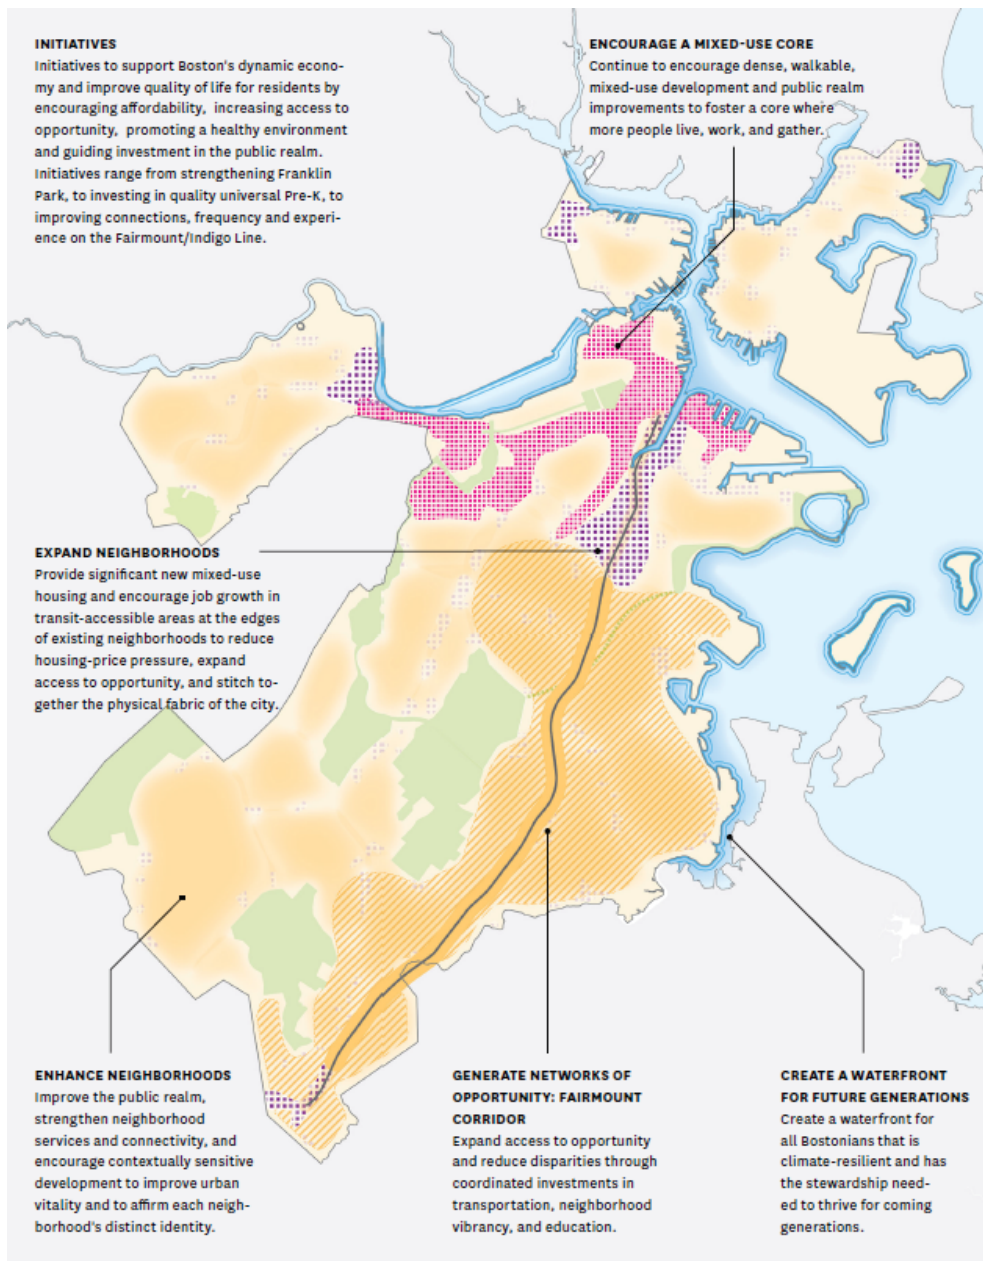 INITIATIVES
Initiatives to support Boston's dynamic econo-
my and improve quality of life for residents by
encouraging affordability, increasing access to
opportunity, promoting a healthy environment
and guiding investment in the public realm.
Initiatives range from strengthening Franklin
Park, to investing in quality universal Pre-K, to
improving connections, frequency and experi-
ence on the Fairmount/Indigo Line.
ENCOURAGE A MIXED-USE CORE
Continue to encourage dense, walkable,
mixed-use development and public realm
improvements to foster a core where
more people live, work, and gather.
EXPAND NEIGHBORHOODS
Provide significant new mixed-use
housing and encourage job growth in
transit-accessible areas at the edges
of existing neighborhoods to reduce
housing-price pressure, expand
access to opportunity, and stitch to-
gether the physical fabric of the city.
ENHANCE NEIGHBORHOODS
Improve the public realm,
strengthen neighborhood
services and connectivity, and
encourage contextually sensitive
development to improve urban
vitality and to affirm each neigh-
borhood's distinct identity.
GENERATE NETWORKS OF
OPPORTUNITY: FAIRMOUNT
CORRIDOR
Expand access to opportunity
and reduce disparities through
coordinated investments in
transportation, neighborhood
vibrancy, and education.
CREATE A WATERFRONT
FOR FUTURE GENERATIONS
Create a waterfront for
all Bostonians that is
climate-resilient and has
the stewardship need-
ed to thrive for coming
generations.